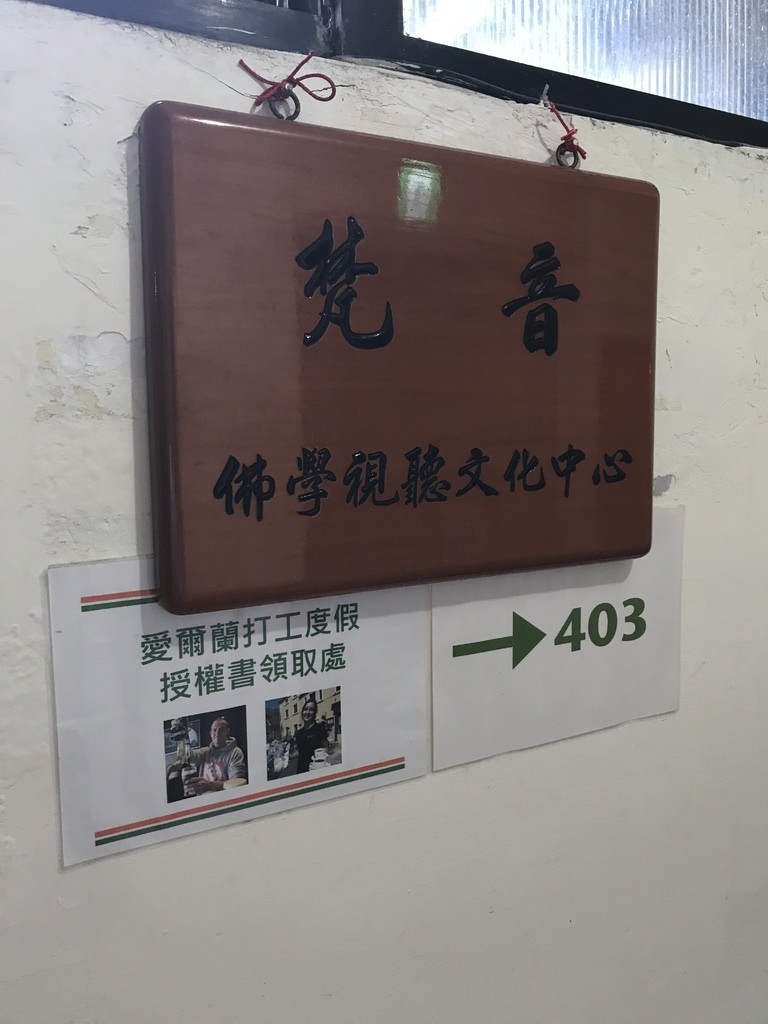 梵音
佛學視聽文化中心
愛爾蘭打工度假
授權書領取處
403